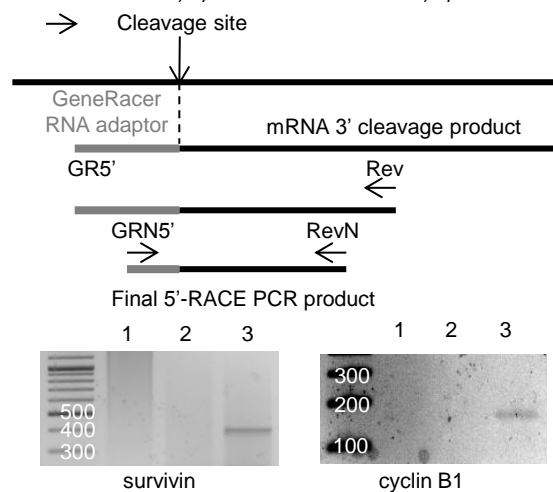 Cleavage site
GeneRacer
RNA adaptor
mRNA 3' cleavage product
GR5'
Rev
GRN5'
RevN
Final 5'-RACE PCR product
1 2 3
500
400
300
survivin
1 2 3
300
200
100
cyclin B1